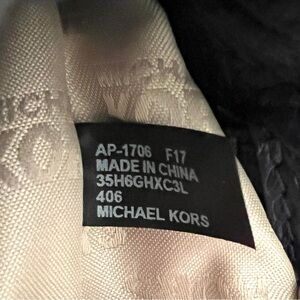 AP-1706 F17
MADE IN CHINA
35H6GHXC3L
406
MICHAEL KORS